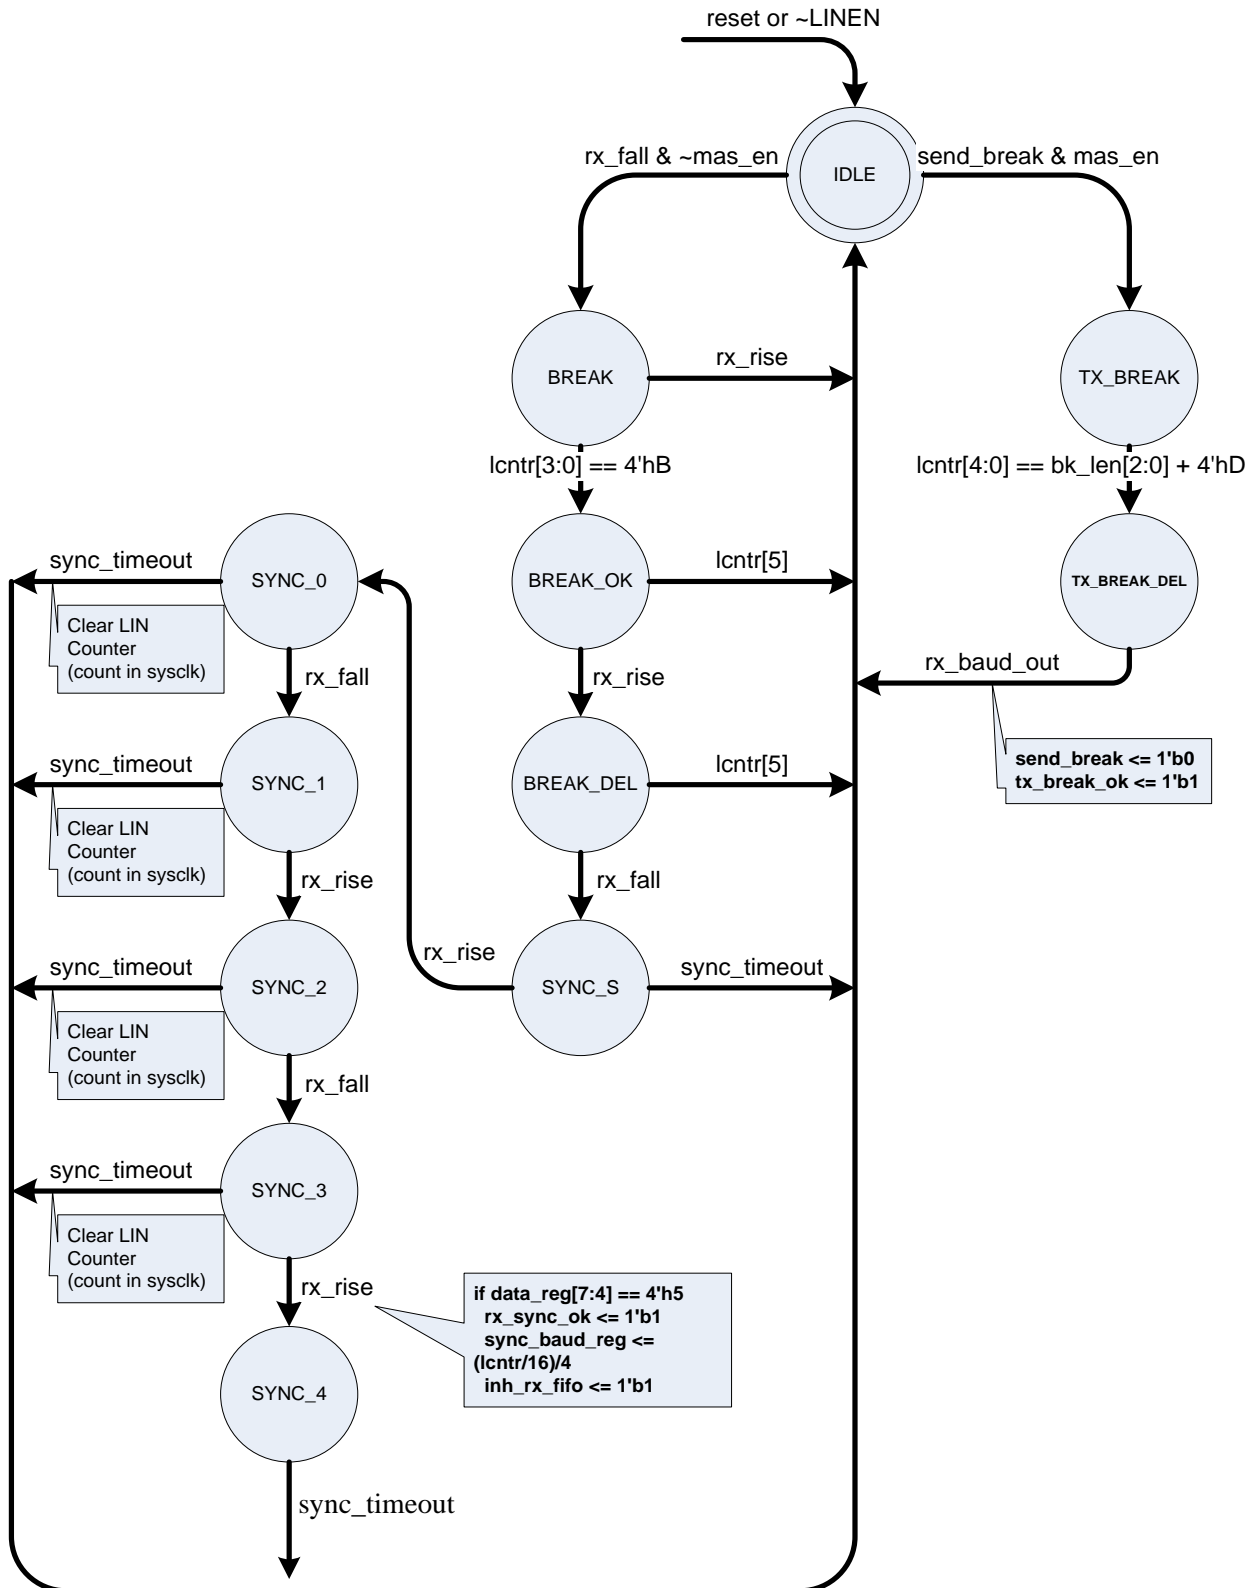 reset or ~LINEN
rx_fall & ~mas_en
IDLE
send_break & mas_en
BREAK
rx_rise
TX_BREAK
lcntr[3:0] == 4'hB
lcntr[4:0] == bk_len[2:0] + 4'hD
sync_timeout
SYNC_0
BREAK_OK
lcntr[5]
TX_BREAK_DEL
Clear LIN
Counter
(count in sysclk)
rx_fall
rx_rise
rx_baud_out
sync_timeout
SYNC_1
BREAK_DEL
lcntr[5]
send_break <= 1'b0
tx_break_ok <= 1'b1
Clear LIN
Counter
(count in sysclk)
rx_rise
rx_fall
sync_timeout
SYNC_2
rx_rise
SYNC_S
sync_timeout
Clear LIN
Counter
(count in sysclk)
rx_fall
sync_timeout
SYNC_3
Clear LIN
Counter
(count in sysclk)
rx_rise
if data_reg[7:4] == 4'h5
rx_sync_ok <= 1'b1
sync_baud_reg <=
(lcntr/16)/4
inh_rx_fifo <= 1'b1
SYNC_4
sync_timeout